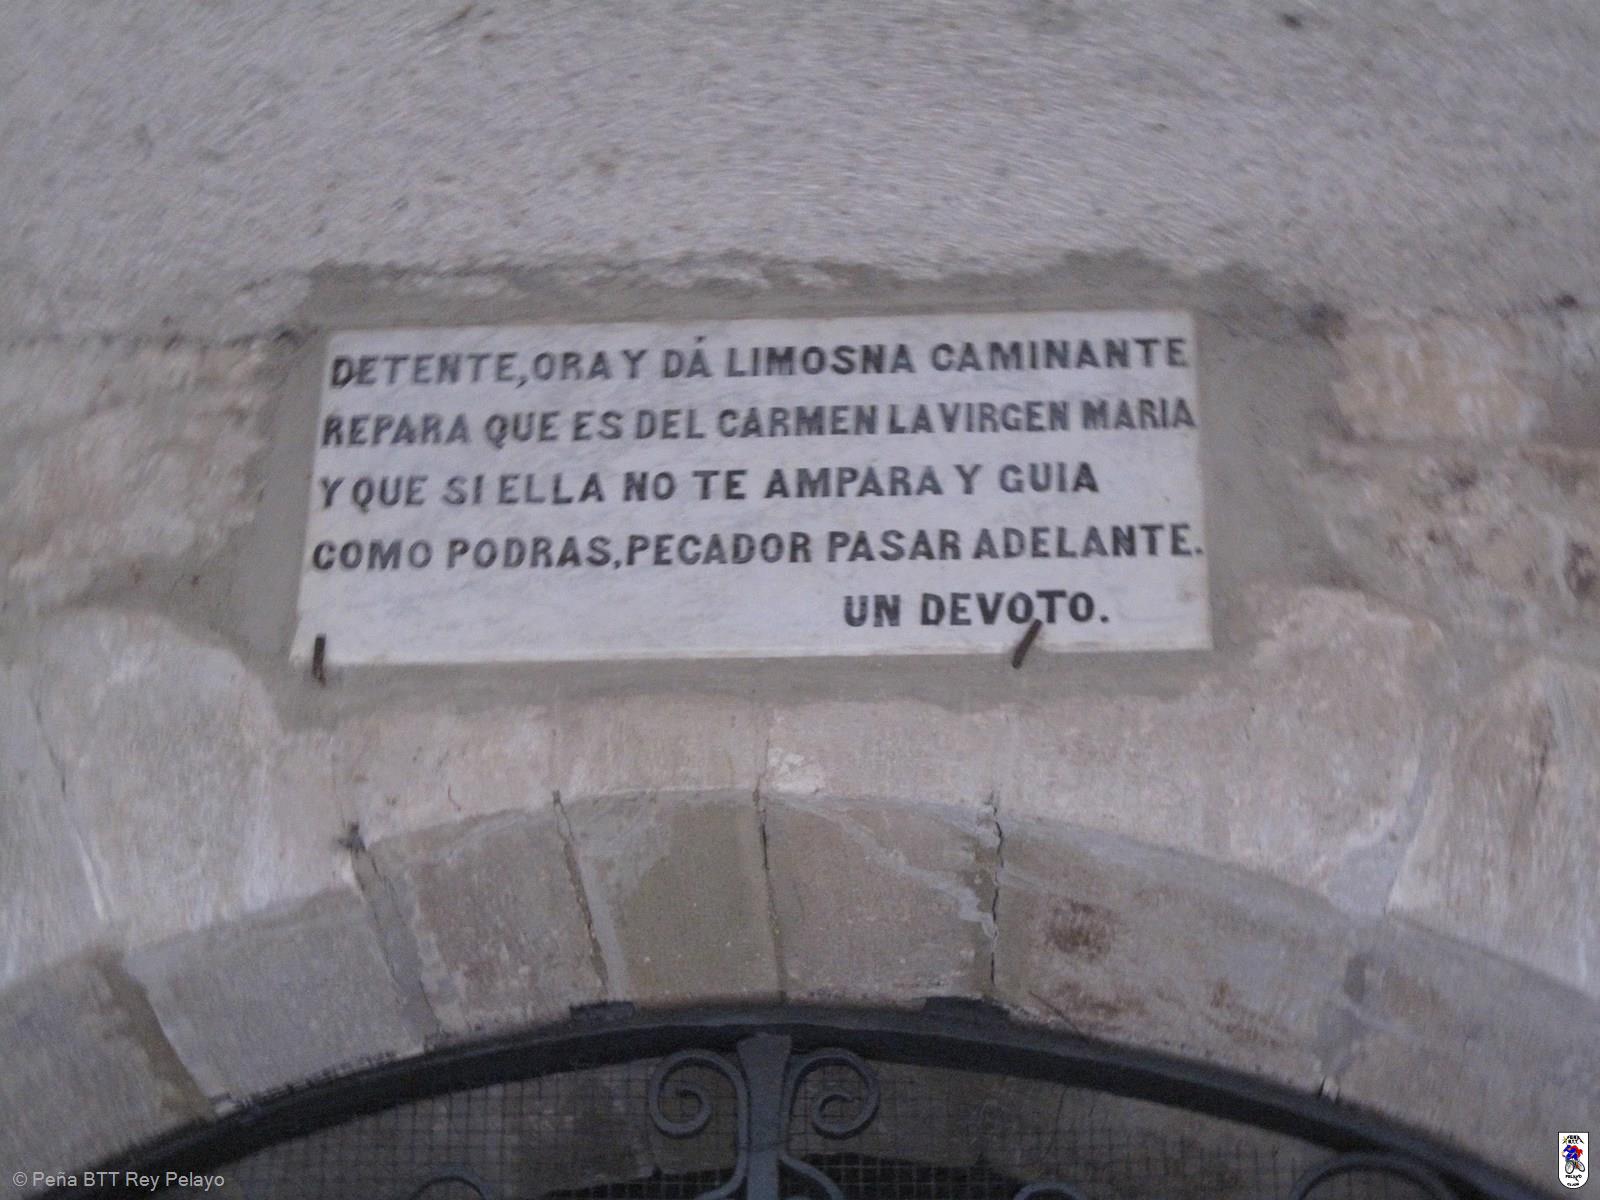 DETENTE, ORA Y DÁ LIMOSNA CAMINANTE
REPARA QUE ES DEL CARMEN LA VIRGEN MARIA
Y QUE SI ELLA NO TE AMPARA Y GUIA
COMO PODRAS, PECADOR PASAR ADELANTE.
UN DEVOTO.
© Peña BTT Rey Pelayo